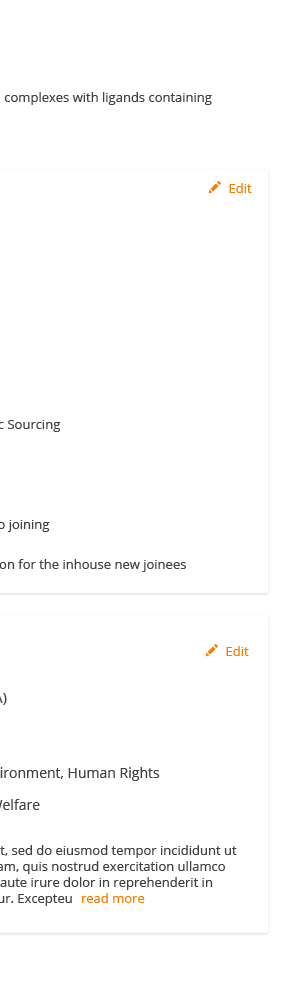 complexes with ligands containing
Edit
c Sourcing
o joining
on for the inhouse new joinees
Edit
A)
ironment, Human Rights
Welfare
t, sed do eiusmod tempor incididunt ut
am, quis nostrud exercitation ullamco
aute irure dolor in reprehenderit in
ur. Excepteu read more